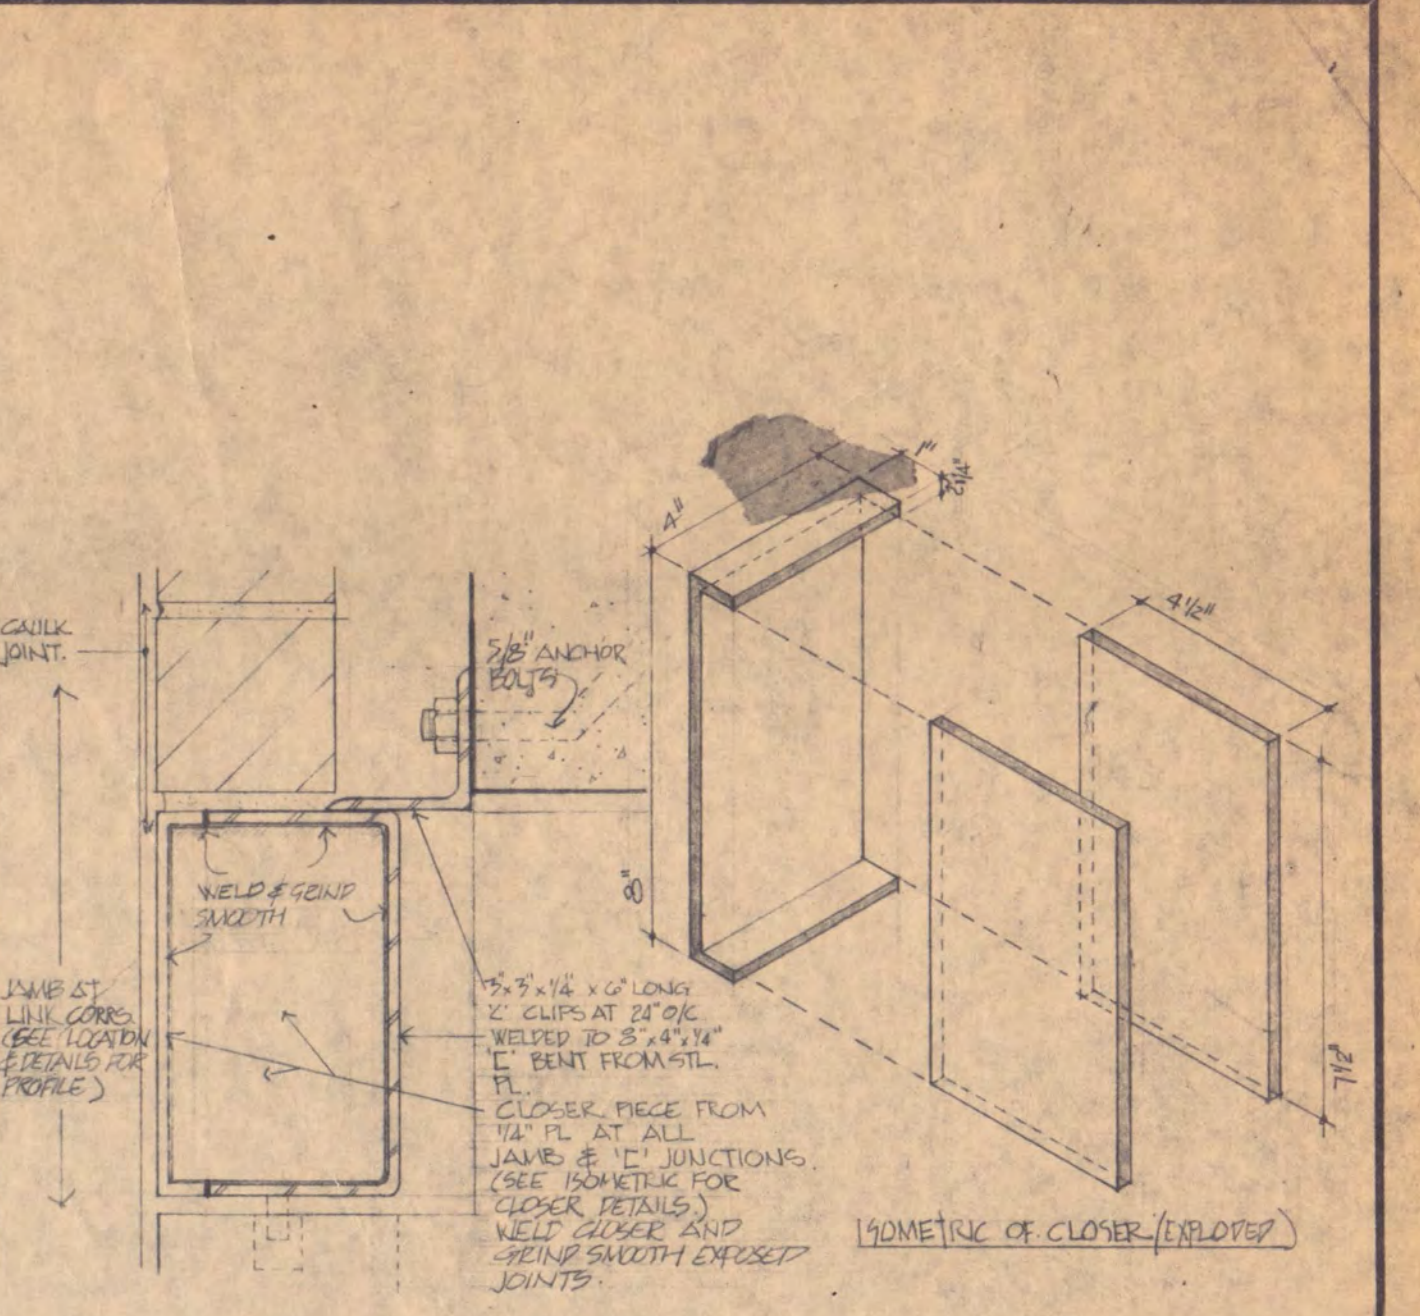 CAULK
JOINT.
5/8" ANCHOR
BOLTS
WELD & GRIND
SMOOTH
JAMB AT
LINK CORRS.
(SEE LOCATION
& DETAILS FOR
PROFILE)
3"x3"x1/4" x 6" LONG
'L' CLIPS AT 24" O/C
WELDED TO 8"x4"x1/4"
'[' BENT FROM STL.
PL.
CLOSER PIECE FROM
1/4" PL AT ALL
JAMB & '[' JUNCTIONS.
(SEE ISOMETRIC FOR
CLOSER DETAILS.)
WELD CLOSER AND
GRIND SMOOTH EXPOSED
JOINTS.
4"
1"
8"
4 1/2"
7 1/2"
ISOMETRIC OF CLOSER (EXPLODED)